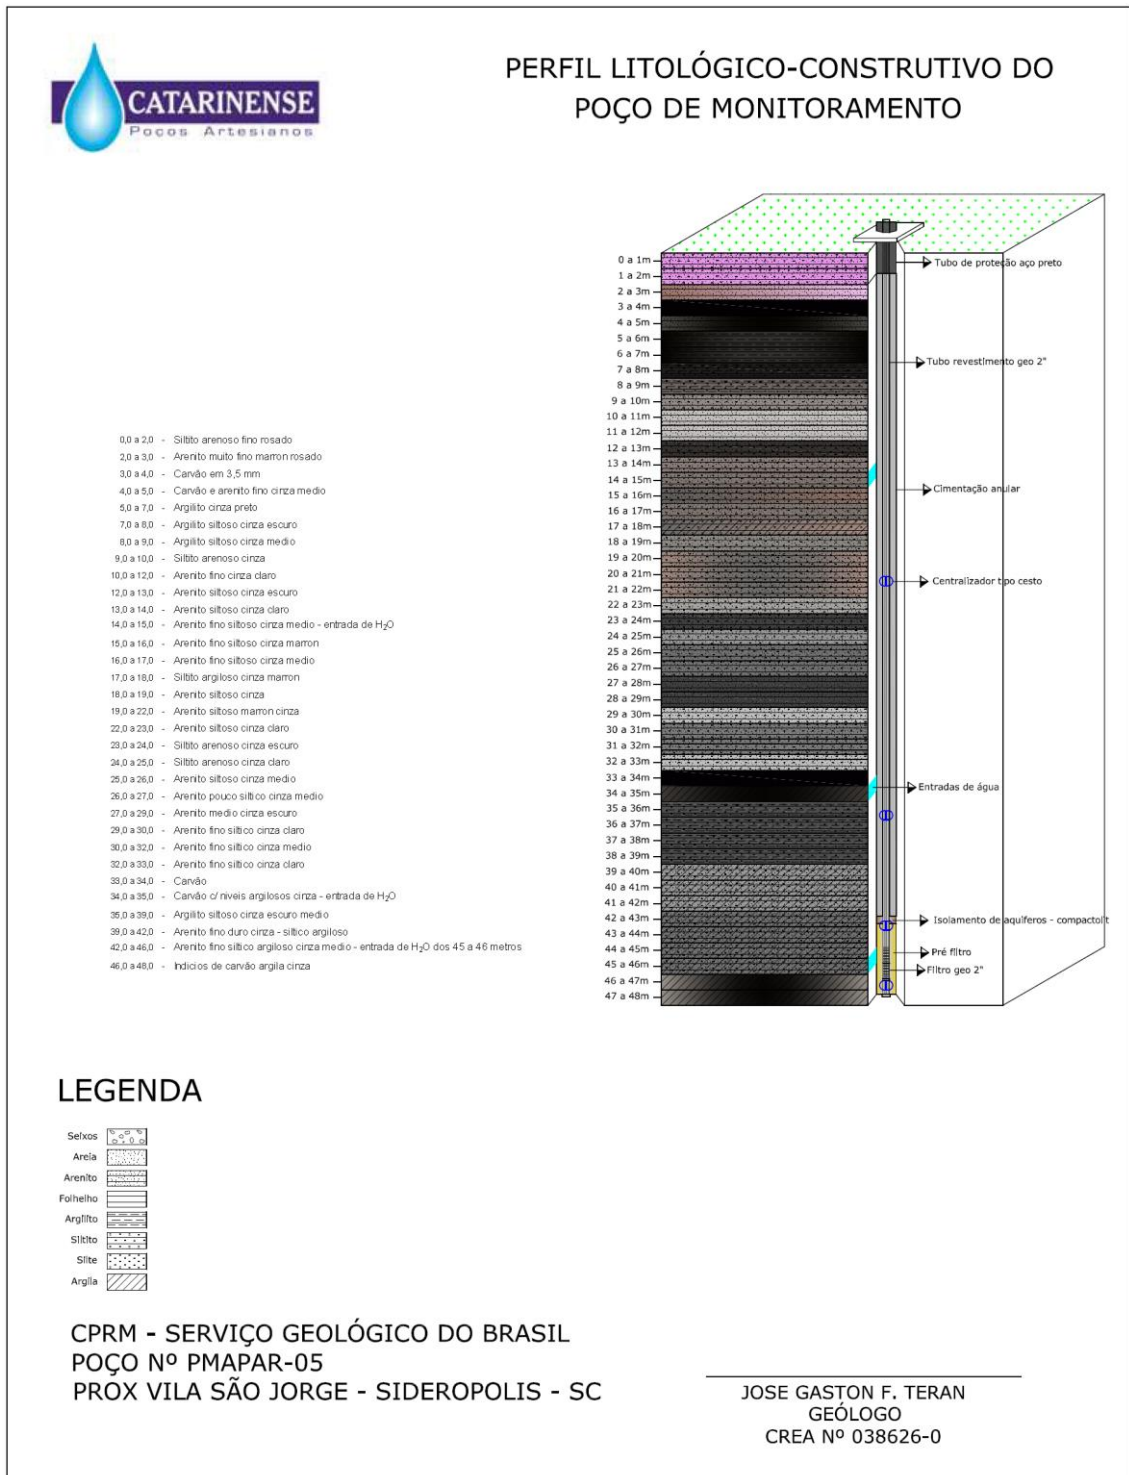 CATARINENSE
Poços Artesianos
PERFIL LITOLÓGICO-CONSTRUTIVO DO
POÇO DE MONITORAMENTO
0,0 a 2,0 - Siltito arenoso fino rosado
2,0 a 3,0 - Arenito muito fino marron rosado
3,0 a 4,0 - Carvão em 3,5 mm
4,0 a 5,0 - Carvão e arenito fino cinza medio
5,0 a 7,0 - Argilito cinza preto
7,0 a 8,0 - Argilito siltoso cinza escuro
8,0 a 9,0 - Argilito siltoso cinza medio
9,0 a 10,0 - Siltito arenoso cinza
10,0 a 12,0 - Arenito fino cinza claro
12,0 a 13,0 - Arenito siltoso cinza escuro
13,0 a 14,0 - Arenito siltoso cinza claro
14,0 a 15,0 - Arenito fino siltoso cinza medio - entrada de H₂O
15,0 a 16,0 - Arenito fino siltoso cinza marron
16,0 a 17,0 - Arenito fino siltoso cinza medio
17,0 a 18,0 - Siltito argiloso cinza marron
18,0 a 19,0 - Arenito siltoso cinza
19,0 a 22,0 - Arenito siltoso marron cinza
22,0 a 23,0 - Arenito siltoso cinza claro
23,0 a 24,0 - Siltito arenoso cinza escuro
24,0 a 25,0 - Siltito arenoso cinza claro
25,0 a 26,0 - Arenito siltoso cinza medio
26,0 a 27,0 - Arenito pouco siltico cinza medio
27,0 a 29,0 - Arenito medio cinza escuro
29,0 a 30,0 - Arenito fino siltico cinza claro
30,0 a 32,0 - Arenito fino siltico cinza medio
32,0 a 33,0 - Arenito fino siltico cinza claro
33,0 a 34,0 - Carvão
34,0 a 35,0 - Carvão c/ niveis argilosos cinza - entrada de H₂O
35,0 a 39,0 - Argilito siltoso cinza escuro medio
39,0 a 42,0 - Arenito fino duro cinza - siltico argiloso
42,0 a 46,0 - Arenito fino siltico argiloso cinza medio - entrada de H₂O dos 45 a 46 metros
46,0 a 48,0 - Indicios de carvão argila cinza
0 a 1m
1 a 2m
2 a 3m
3 a 4m
4 a 5m
5 a 6m
6 a 7m
7 a 8m
8 a 9m
9 a 10m
10 a 11m
11 a 12m
12 a 13m
13 a 14m
14 a 15m
15 a 16m
16 a 17m
17 a 18m
18 a 19m
19 a 20m
20 a 21m
21 a 22m
22 a 23m
23 a 24m
24 a 25m
25 a 26m
26 a 27m
27 a 28m
28 a 29m
29 a 30m
30 a 31m
31 a 32m
32 a 33m
33 a 34m
34 a 35m
35 a 36m
36 a 37m
37 a 38m
38 a 39m
39 a 40m
40 a 41m
41 a 42m
42 a 43m
43 a 44m
44 a 45m
45 a 46m
46 a 47m
47 a 48m
Tubo de proteção aço preto
Tubo revestimento geo 2"
Cimentação anular
Centralizador tipo cesto
Entradas de água
Isolamento de aquíferos - compactolit
Pré filtro
Filtro geo 2"
LEGENDA
Seixos
Areia
Arenito
Folhelho
Argilito
Siltito
Silte
Argila
CPRM - SERVIÇO GEOLÓGICO DO BRASIL
POÇO Nº PMAPAR-05
PROX VILA SÃO JORGE - SIDEROPOLIS - SC
JOSE GASTON F. TERAN
GEÓLOGO
CREA Nº 038626-0